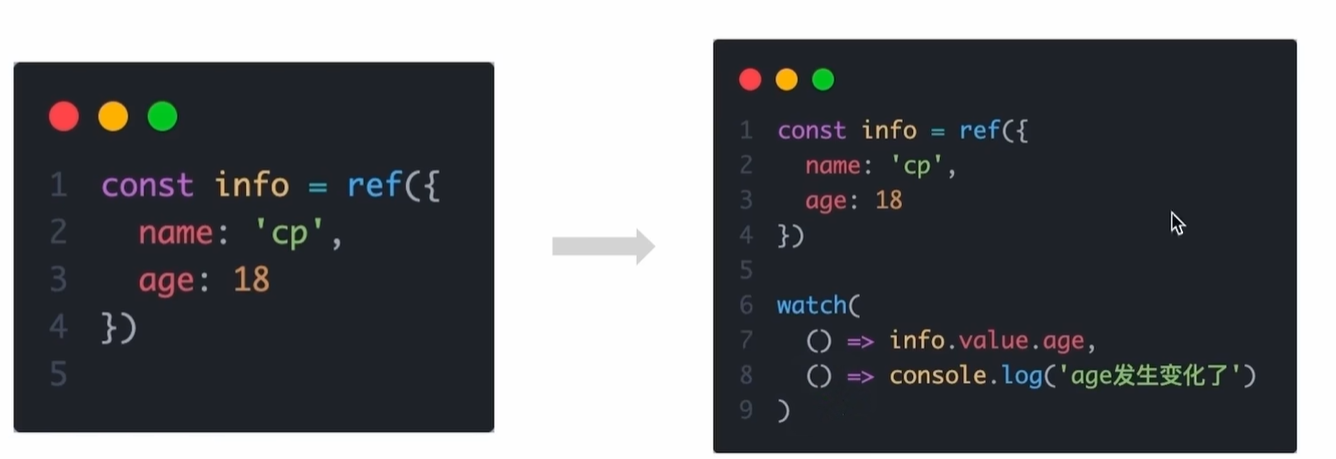 1 const info = ref({
2   name: 'cp',
3   age: 18
4 })
5
1 const info = ref({
2   name: 'cp',
3   age: 18
4 })
5
6 watch(
7   () => info.value.age,
8   () => console.log('age发生变化了')
9 )